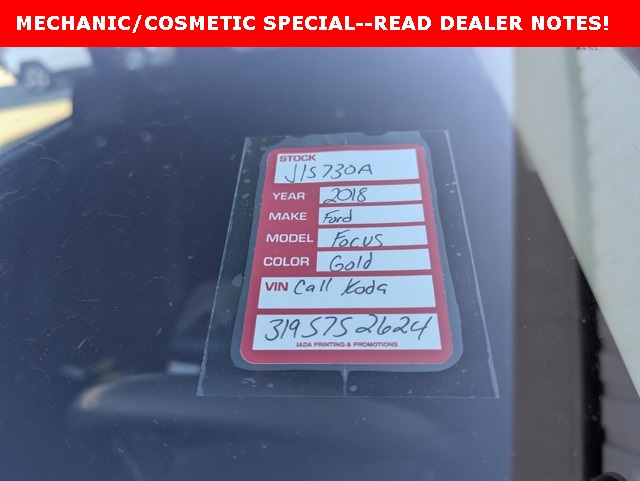 MECHANIC/COSMETIC SPECIAL--READ DEALER NOTES!
STOCK
J1S730A
YEAR 2018
MAKE Ford
MODEL Focus
COLOR Gold
VIN Call Koda
319 575 2624
IADA PRINTING & PROMOTIONS